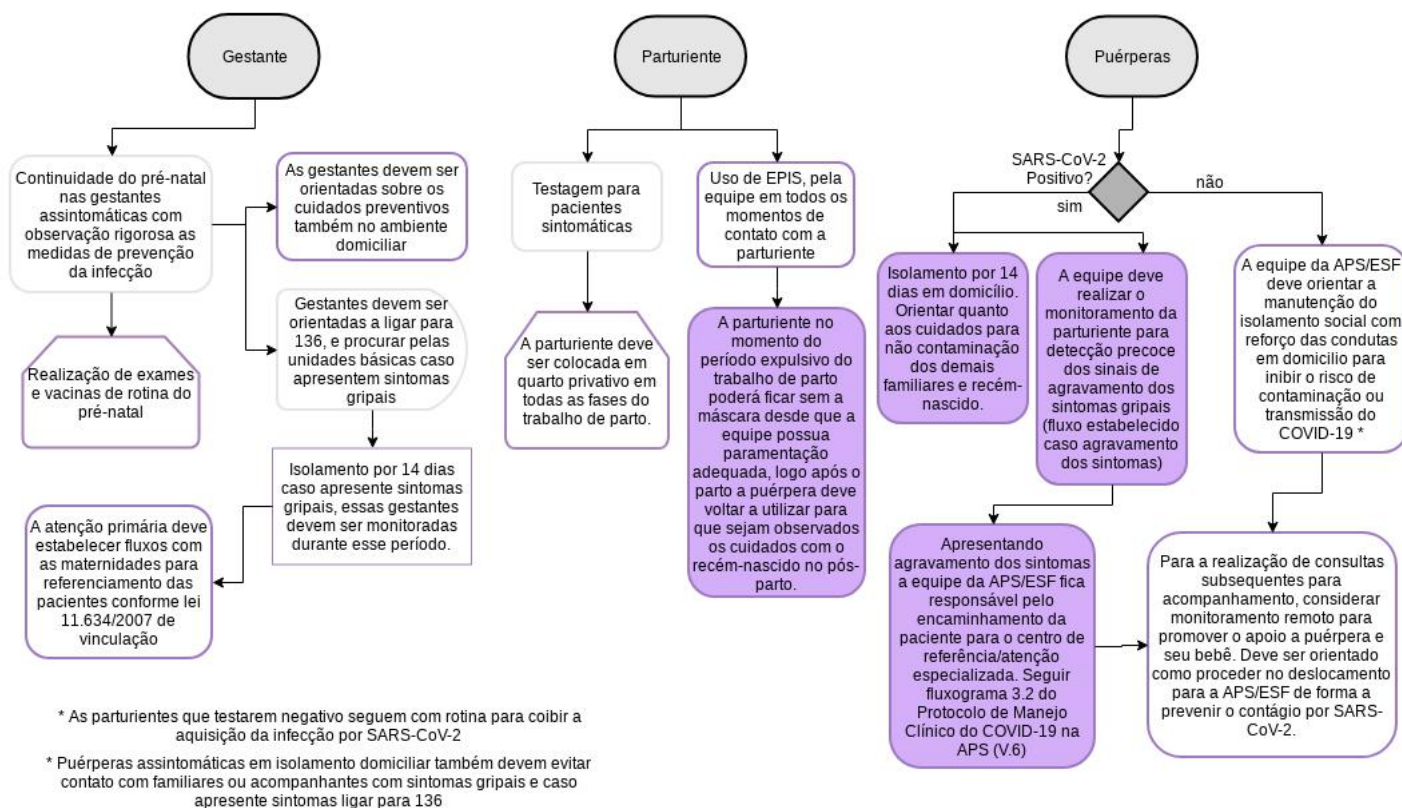 Gestante
Continuidade do pré-natal
nas gestantes
assintomáticas com
observação rigorosa as
medidas de prevenção
da infecção
As gestantes devem ser
orientadas sobre os
cuidados preventivos
também no ambiente
domiciliar
Gestantes devem ser
orientadas a ligar para
136, e procurar pelas
unidades básicas caso
apresentem sintomas
gripais
Realização de exames
e vacinas de rotina do
pré-natal
Isolamento por 14 dias
caso apresente sintomas
gripais, essas gestantes
devem ser monitoradas
durante esse período.
A atenção primária deve
estabelecer fluxos com
as maternidades para
referenciamento das
pacientes conforme lei
11.634/2007 de
vinculação
Parturiente
Testagem para
pacientes
sintomáticas
Uso de EPIS, pela
equipe em todos os
momentos de
contato com a
parturiente
A parturiente deve
ser colocada em
quarto privativo em
todas as fases do
trabalho de parto.
A parturiente no
momento do
período expulsivo do
trabalho de parto
poderá ficar sem a
máscara desde que a
equipe possua
paramentação
adequada, logo após o
parto a puérpera deve
voltar a utilizar para
que sejam observados
os cuidados com o
recém-nascido no pós-
parto.
Puérperas
SARS-CoV-2
Positivo?
sim
não
Isolamento por 14
dias em domicílio.
Orientar quanto
aos cuidados para
não contaminação
dos demais
familiares e recém-
nascido.
A equipe deve
realizar o
monitoramento da
parturiente para
detecção precoce
dos sinais de
agravamento dos
sintomas gripais
(fluxo estabelecido
caso agravamento
dos sintomas)
A equipe da APS/ESF
deve orientar a
manutenção do
isolamento social com
reforço das condutas
em domicilio para
inibir o risco de
contaminação ou
transmissão do
COVID-19 *
Apresentando
agravamento dos sintomas
a equipe da APS/ESF fica
responsável pelo
encaminhamento da
paciente para o centro de
referência/atenção
especializada. Seguir
fluxograma 3.2 do
Protocolo de Manejo
Clínico do COVID-19 na
APS (V.6)
Para a realização de consultas
subsequentes para
acompanhamento, considerar
monitoramento remoto para
promover o apoio a puérpera e
seu bebê. Deve ser orientado
como proceder no deslocamento
para a APS/ESF de forma a
prevenir o contágio por SARS-
CoV-2.
* As parturientes que testarem negativo seguem com rotina para coibir a
aquisição da infecção por SARS-CoV-2
* Puérperas assintomáticas em isolamento domiciliar também devem evitar
contato com familiares ou acompanhantes com sintomas gripais e caso
apresente sintomas ligar para 136